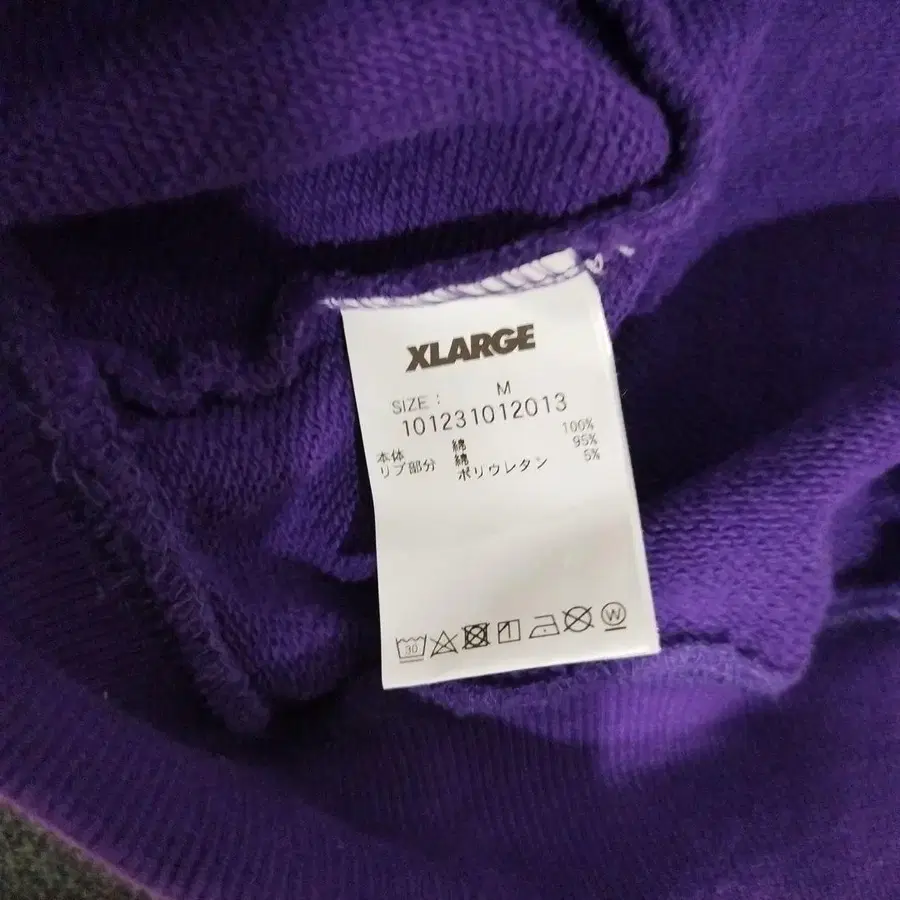 XLARGE
SIZE : M
101231012013
本体 綿 100%
リブ部分 綿 95%
ポリウレタン 5%
30
W